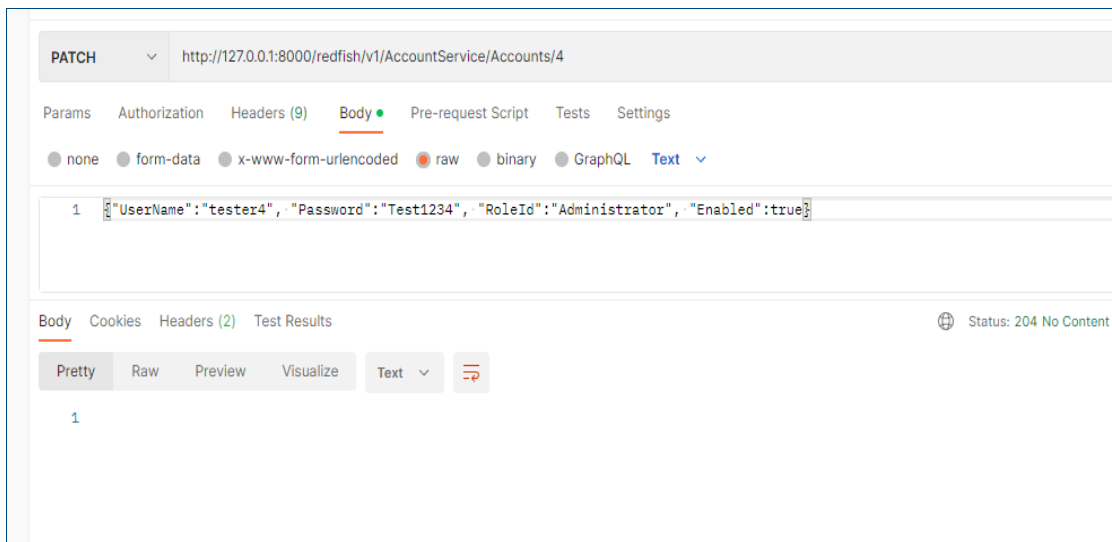 PATCH http://127.0.0.1:8000/redfish/v1/AccountService/Accounts/4
Params Authorization Headers (9) Body Pre-request Script Tests Settings
none form-data x-www-form-urlencoded raw binary GraphQL Text
1 {"UserName":"tester4", "Password":"Test1234", "RoleId":"Administrator", "Enabled":true}
Body Cookies Headers (2) Test Results Status: 204 No Content
Pretty Raw Preview Visualize Text
1